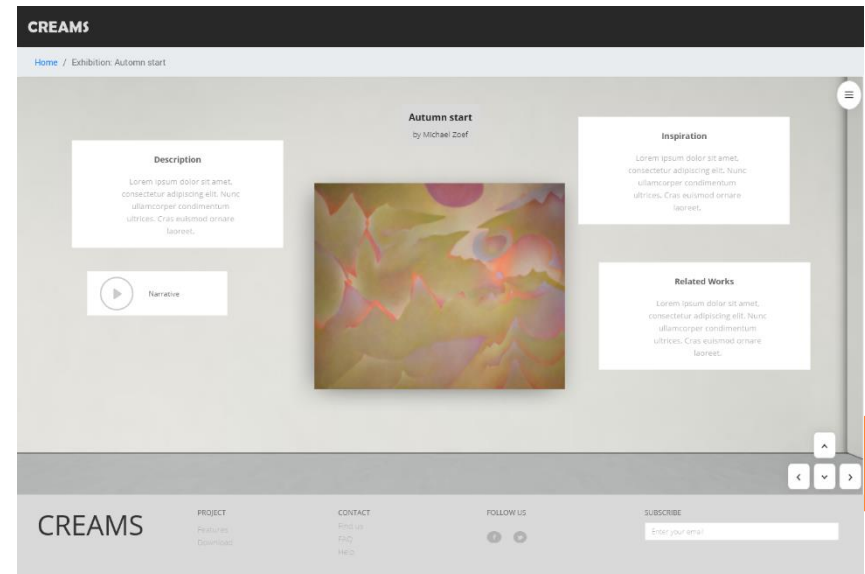 CREAMS
Home / Exhibition: Automn start
Autumn start
by Michael Zoef
Description
Lorem ipsum dolor sit amet,
consectetur adipiscing elit. Nunc
ullamcorper condimentum
ultrices. Cras euismod ornare
laoreet.
Narrative
Inspiration
Lorem ipsum dolor sit amet,
consectetur adipiscing elit. Nunc
ullamcorper condimentum
ultrices. Cras euismod ornare
laoreet.
Related Works
Lorem ipsum dolor sit amet,
consectetur adipiscing elit. Nunc
ullamcorper condimentum
ultrices. Cras euismod ornare
laoreet.
CREAMS
PROJECT
Features
Download
CONTACT
Find us
FAQ
Help
FOLLOW US
SUBSCRIBE
Enter your email